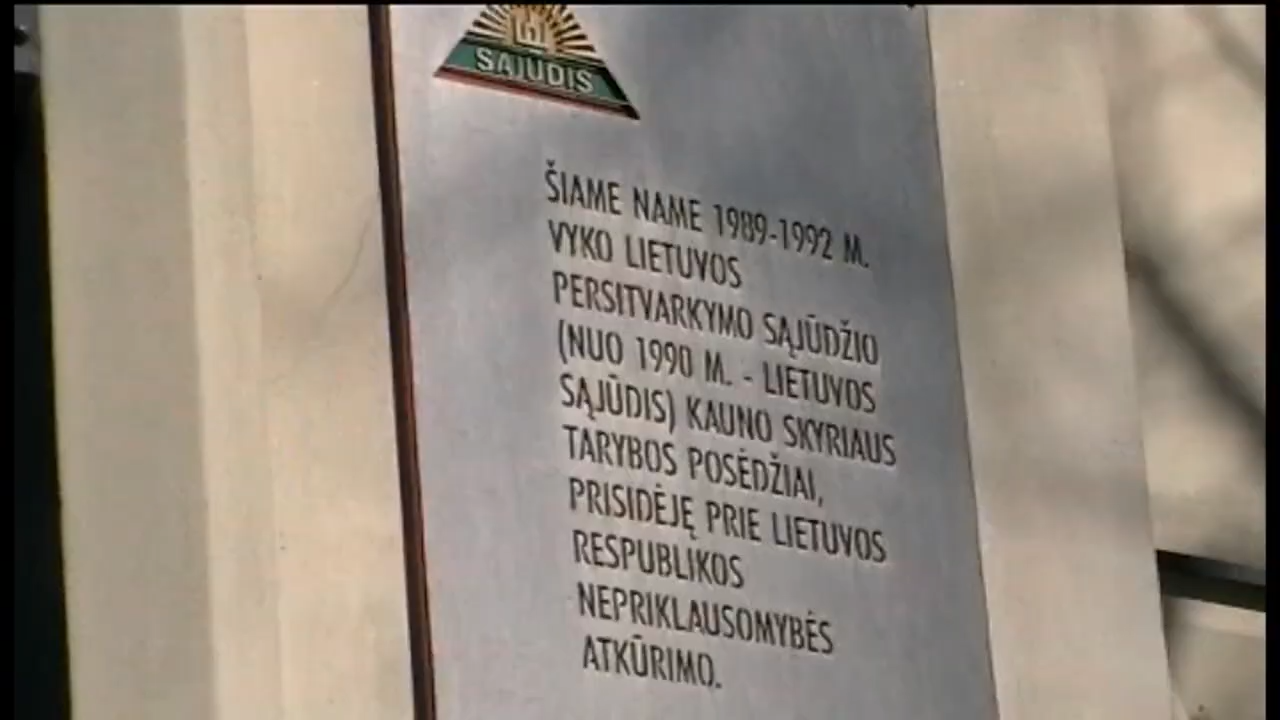 SĄJŪDIS
ŠIAME NAME 1989-1992 M.
VYKO LIETUVOS
PERSITVARKYMO SĄJŪDŽIO
(NUO 1990 M. - LIETUVOS
SĄJŪDIS) KAUNO SKYRIAUS
TARYBOS POSĖDŽIAI,
PRISIDĖJĘ PRIE LIETUVOS
RESPUBLIKOS
NEPRIKLAUSOMYBĖS
ATKŪRIMO.